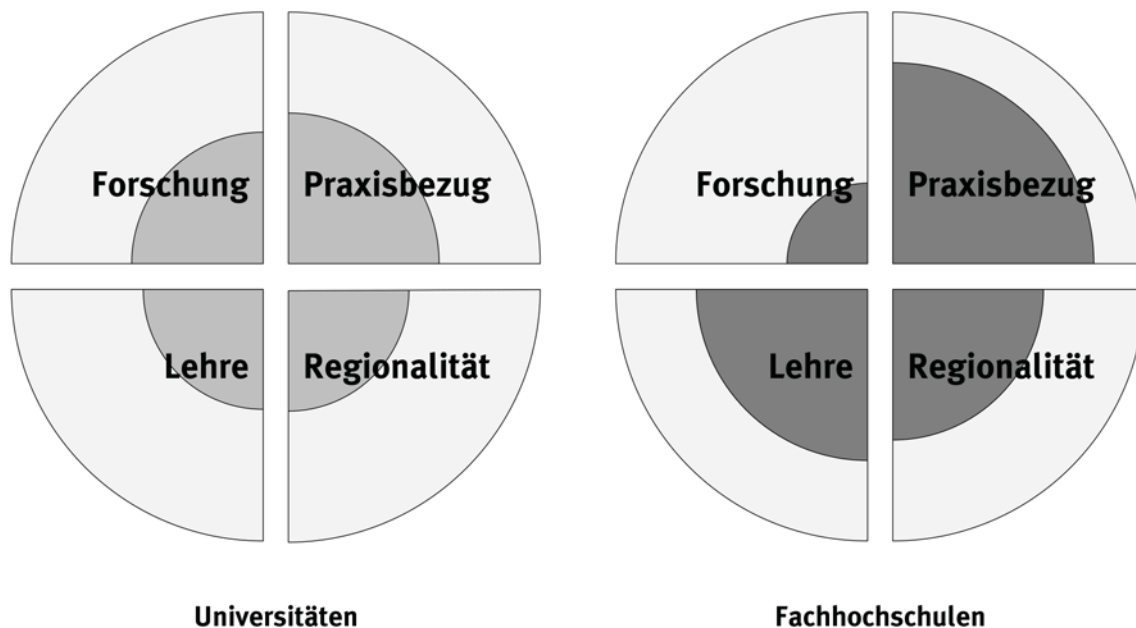 Forschung Praxisbezug
Lehre Regionalität
Universitäten
Forschung Praxisbezug
Lehre Regionalität
Fachhochschulen